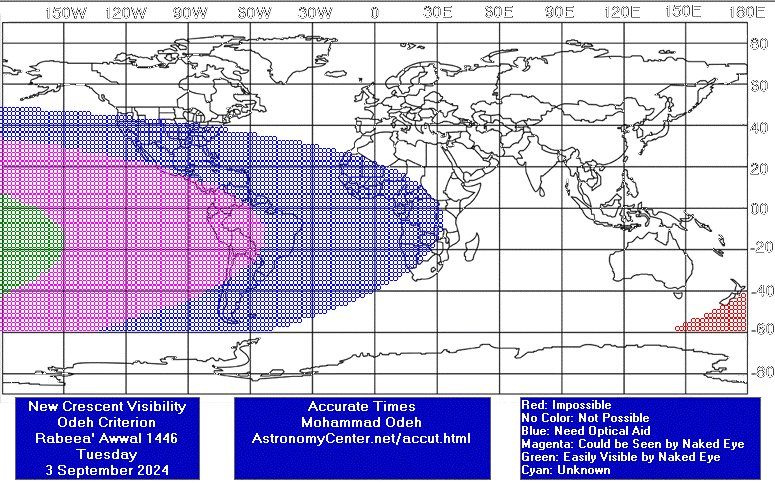 150W 120W 90W 60W 30W 0 30E 60E 90E 120E 150E 180E
80
60
40
20
00
-20
-40
-60
-80
New Crescent Visibility
Odeh Criterion
Rabeea' Awwal 1446
Tuesday
3 September 2024
Accurate Times
Mohammad Odeh
AstronomyCenter.net/accut.html
Red: Impossible
No Color: Not Possible
Blue: Need Optical Aid
Magenta: Could be Seen by Naked Eye
Green: Easily Visible by Naked Eye
Cyan: Unknown